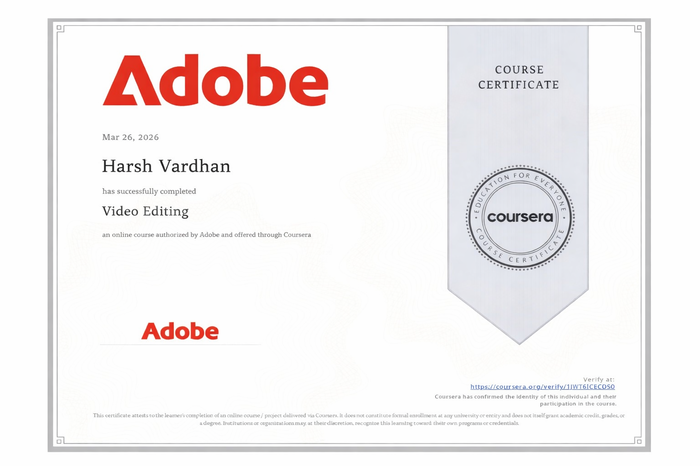 Adobe
COURSE
CERTIFICATE
Mar 26, 2026
Harsh Vardhan
has successfully completed
Video Editing
an online course authorized by Adobe and offered through Coursera
EDUCATION FOR EVERYONE
coursera
COURSE CERTIFICATE
Adobe
Verify at:
https://coursera.org/verify/
Coursera has confirmed the identity of this individual and their
participation in the course.
This certificate attests to the learner's completion of an online course / project delivered via Coursera. It does not constitute formal enrollment at any university or entity and does not itself grant academic credit, grades, or
a degree. Institutions or organizations may, at their discretion, recognize this learning toward their own programs or credentials.